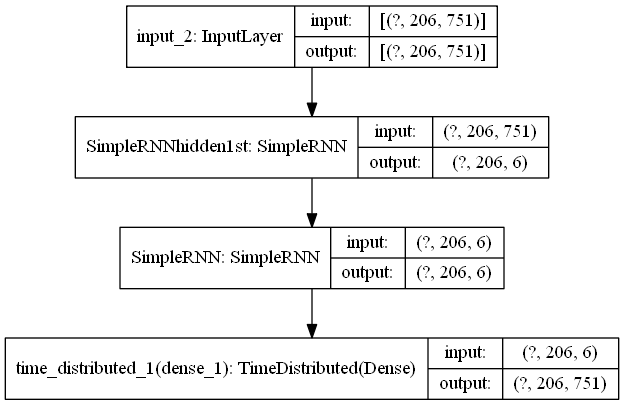 input_2: InputLayer
input: [(?, 206, 751)]
output: [(?, 206, 751)]
SimpleRNNhidden1st: SimpleRNN
input: (?, 206, 751)
output: (?, 206, 6)
SimpleRNN: SimpleRNN
input: (?, 206, 6)
output: (?, 206, 6)
time_distributed_1(dense_1): TimeDistributed(Dense)
input: (?, 206, 6)
output: (?, 206, 751)